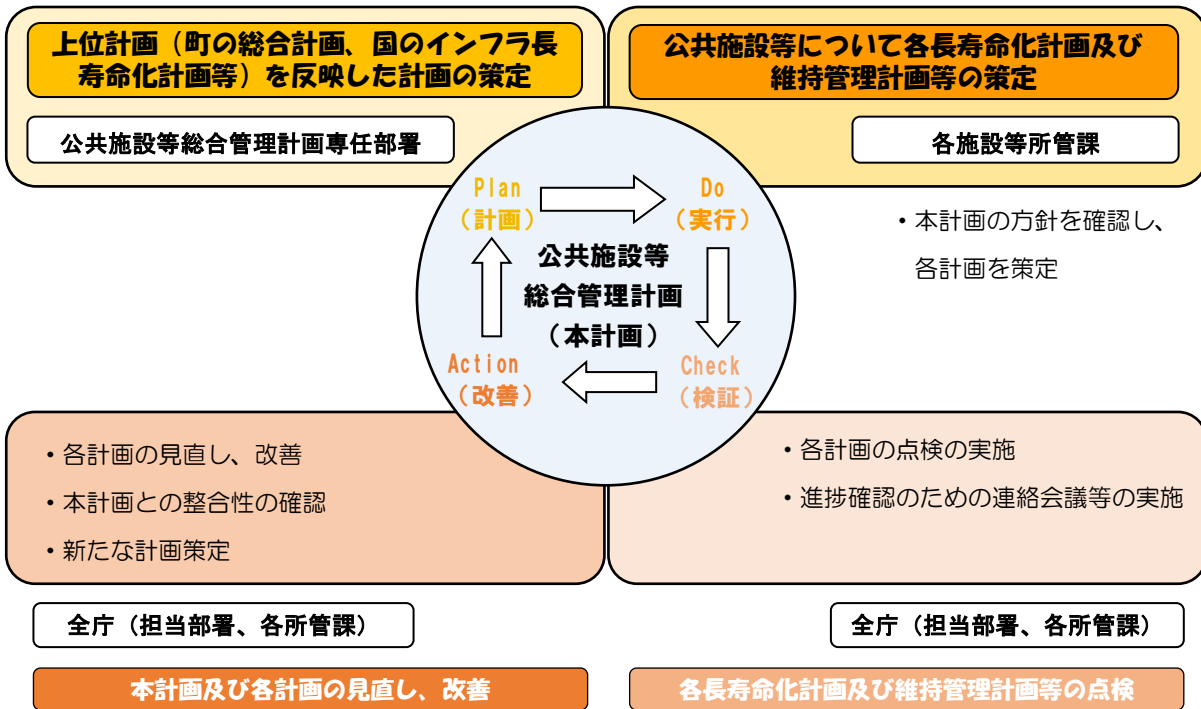 上位計画（町の総合計画、国のインフラ長
寿命化計画等）を反映した計画の策定
公共施設等総合管理計画専任部署
公共施設等について各長寿命化計画及び
維持管理計画等の策定
各施設等所管課
・本計画の方針を確認し、
各計画を策定
Plan
（計画）
Do
（実行）
公共施設等
総合管理計画
（本計画）
Action
（改善）
Check
（検証）
・各計画の見直し、改善
・本計画との整合性の確認
・新たな計画策定
・各計画の点検の実施
・進捗確認のための連絡会議等の実施
全庁（担当部署、各所管課）
本計画及び各計画の見直し、改善
全庁（担当部署、各所管課）
各長寿命化計画及び維持管理計画等の点検